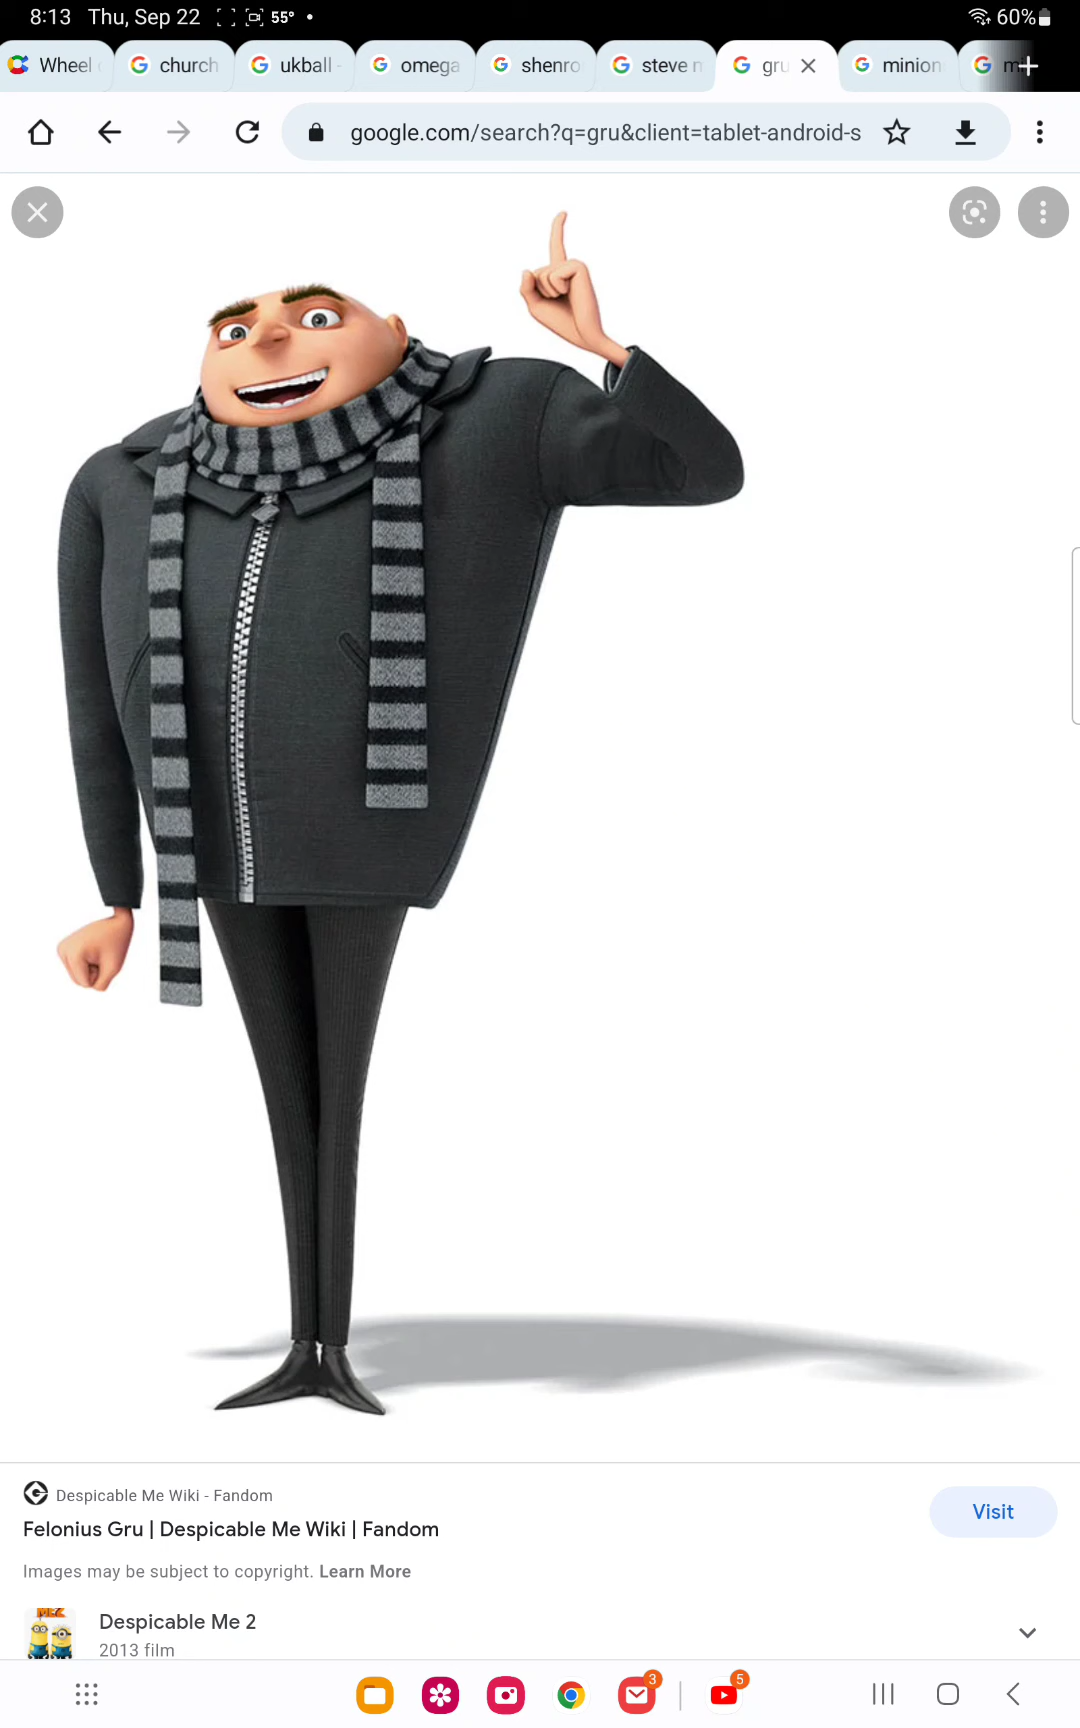 8:13 Thu, Sep 22 55° • 60%
Wheel church ukball - omega shenro steve gru minion
google.com/search?q=gru&client=tablet-android-s
Despicable Me Wiki - Fandom
Felonius Gru | Despicable Me Wiki | Fandom
Visit
Images may be subject to copyright. Learn More
Despicable Me 2
2013 film
3 5